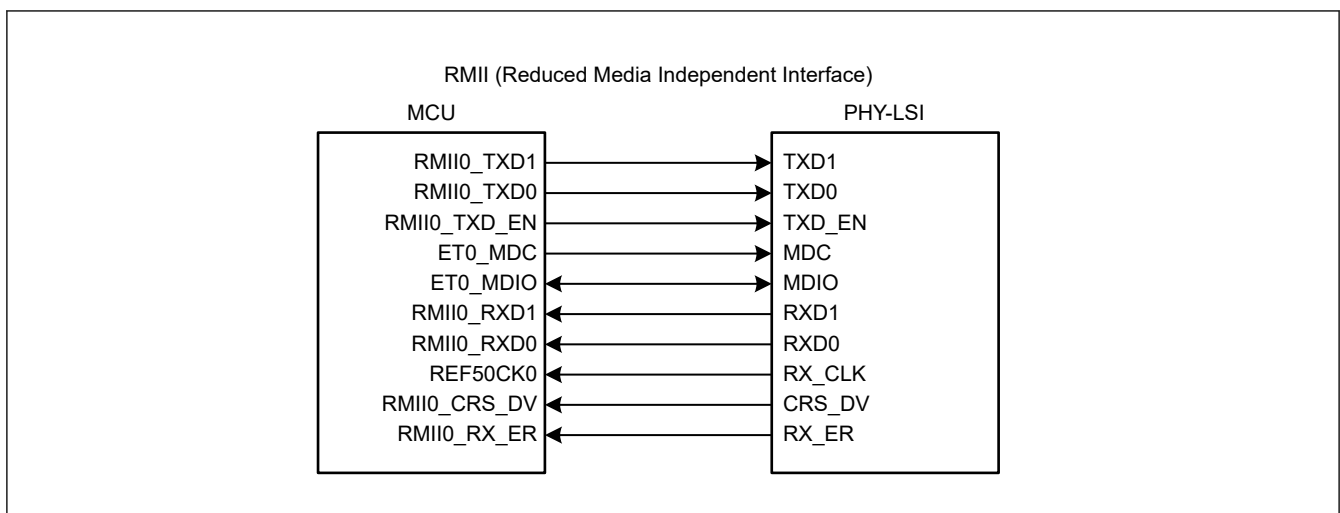 RMII (Reduced Media Independent Interface)
MCU PHY-LSI
RMII0_TXD1 TXD1
RMII0_TXD0 TXD0
RMII0_TXD_EN TXD_EN
ET0_MDC MDC
ET0_MDIO MDIO
RMII0_RXD1 RXD1
RMII0_RXD0 RXD0
REF50CK0 RX_CLK
RMII0_CRS_DV CRS_DV
RMII0_RX_ER RX_ER